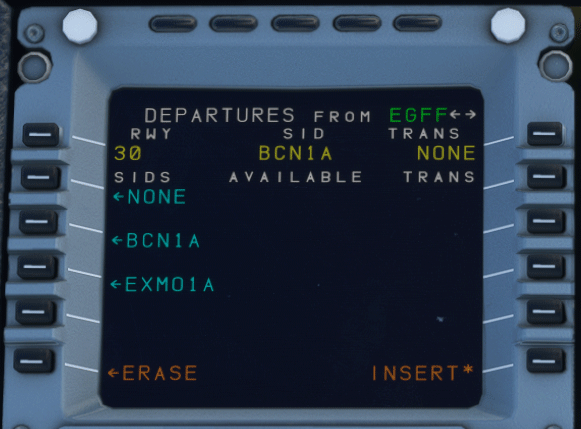 DEPARTURES FROM EGFF←→
RWY SID TRANS
30 BCN1A NONE
SIDS AVAILABLE TRANS
←NONE
←BCN1A
←EXMO1A
←ERASE INSERT*